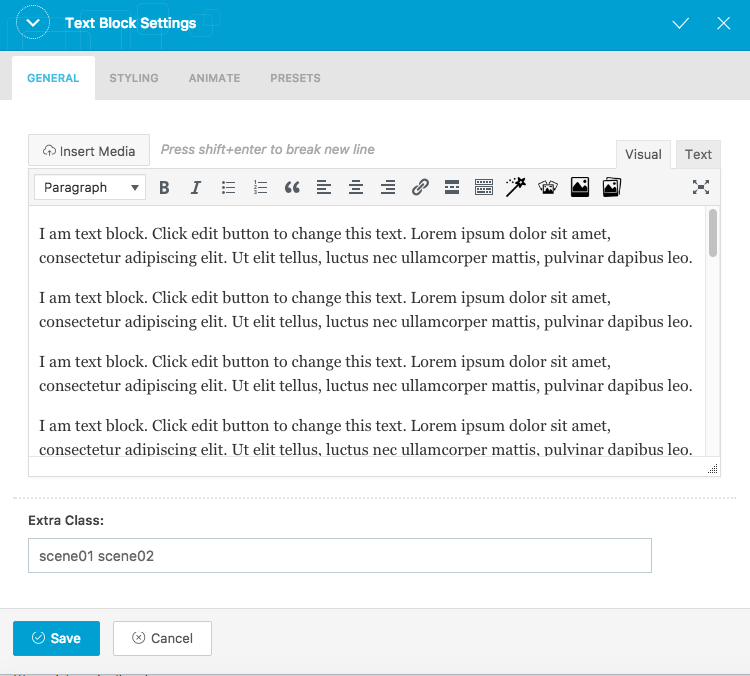 Text Block Settings
GENERAL STYLING ANIMATE PRESETS
Insert Media Press shift+enter to break new line Visual Text
Paragraph B I
I am text block. Click edit button to change this text. Lorem ipsum dolor sit amet,
consectetur adipiscing elit. Ut elit tellus, luctus nec ullamcorper mattis, pulvinar dapibus leo.
I am text block. Click edit button to change this text. Lorem ipsum dolor sit amet,
consectetur adipiscing elit. Ut elit tellus, luctus nec ullamcorper mattis, pulvinar dapibus leo.
I am text block. Click edit button to change this text. Lorem ipsum dolor sit amet,
consectetur adipiscing elit. Ut elit tellus, luctus nec ullamcorper mattis, pulvinar dapibus leo.
I am text block. Click edit button to change this text. Lorem ipsum dolor sit amet,
consectetur adipiscing elit. Ut elit tellus, luctus nec ullamcorper mattis, pulvinar dapibus leo.
Extra Class:
scene01 scene02
Save Cancel